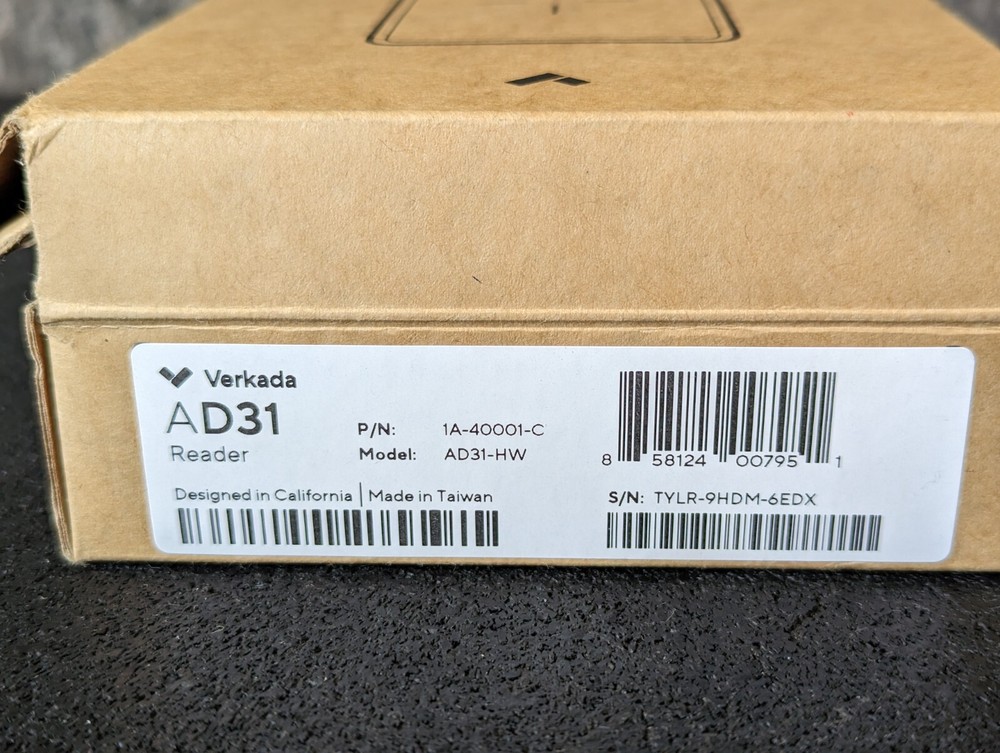 Verkada
AD31
Reader
P/N: 1A-40001-C
Model: AD31-HW
Designed in California | Made in Taiwan
8 58124 00795 1
S/N: TYLR-9HDM-6EDX